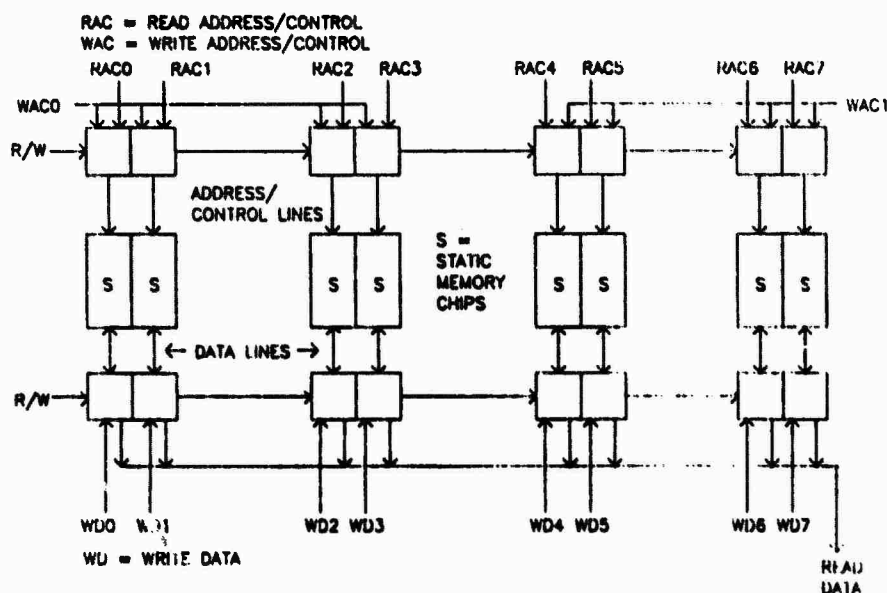 RAC = READ ADDRESS/CONTROL
WAC = WRITE ADDRESS/CONTROL
RAC0 RAC1 RAC2 RAC3 RAC4 RAC5 RAC6 RAC7
WAC0 WAC1
R/W
ADDRESS/
CONTROL LINES
S =
STATIC
MEMORY
CHIPS
S S S S S S S S
DATA LINES
R/W
WD0 WD1 WD2 WD3 WD4 WD5 WD6 WD7
WD = WRITE DATA
READ
DATA